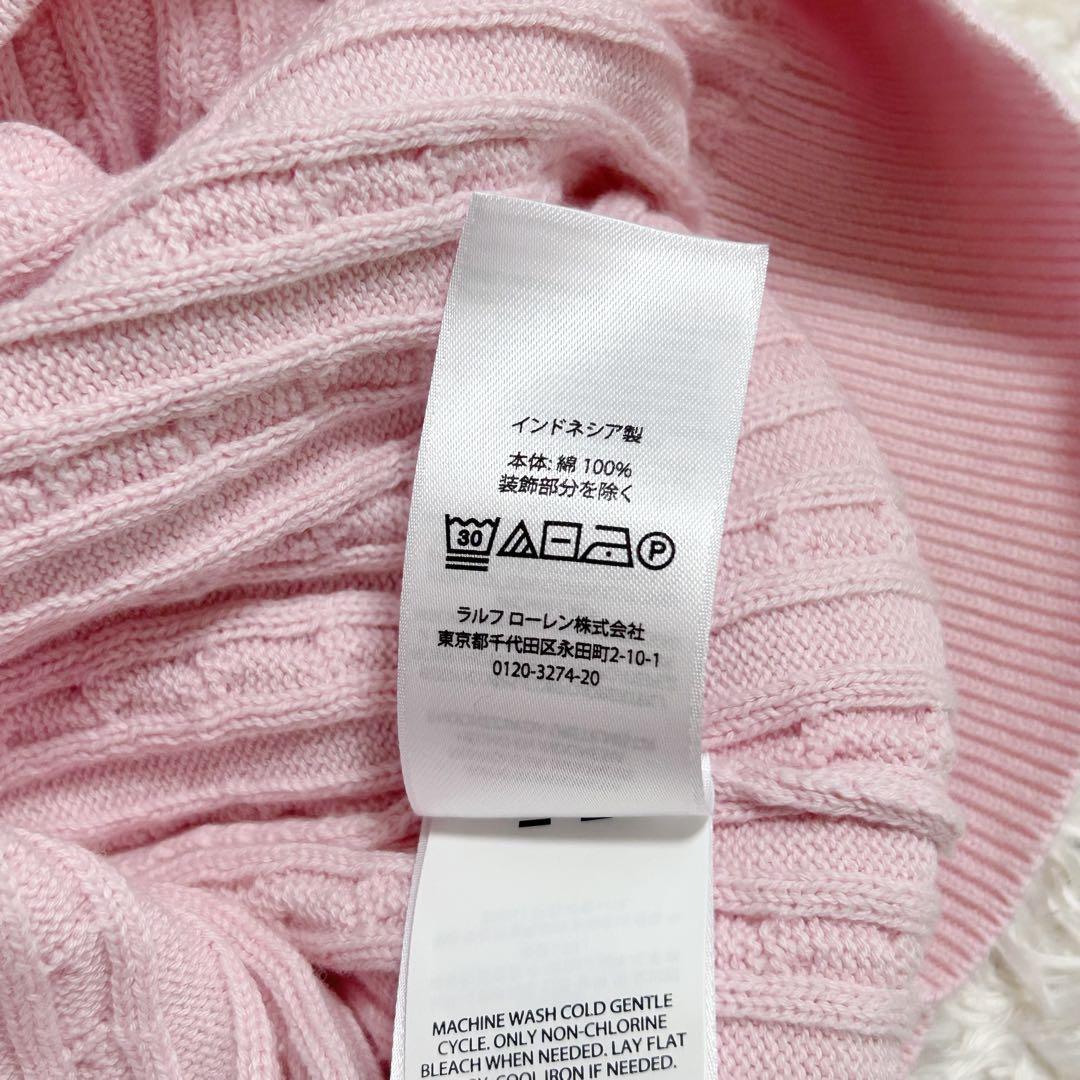 インドネシア製
本体: 綿 100%
装飾部分を除く
30 P
ラルフ ローレン株式会社
東京都千代田区永田町2-10-1
0120-3274-20
MACHINE WASH COLD GENTLE
CYCLE. ONLY NON-CHLORINE
BLEACH WHEN NEEDED. LAY FLAT
COOL IRON IF NEEDED.